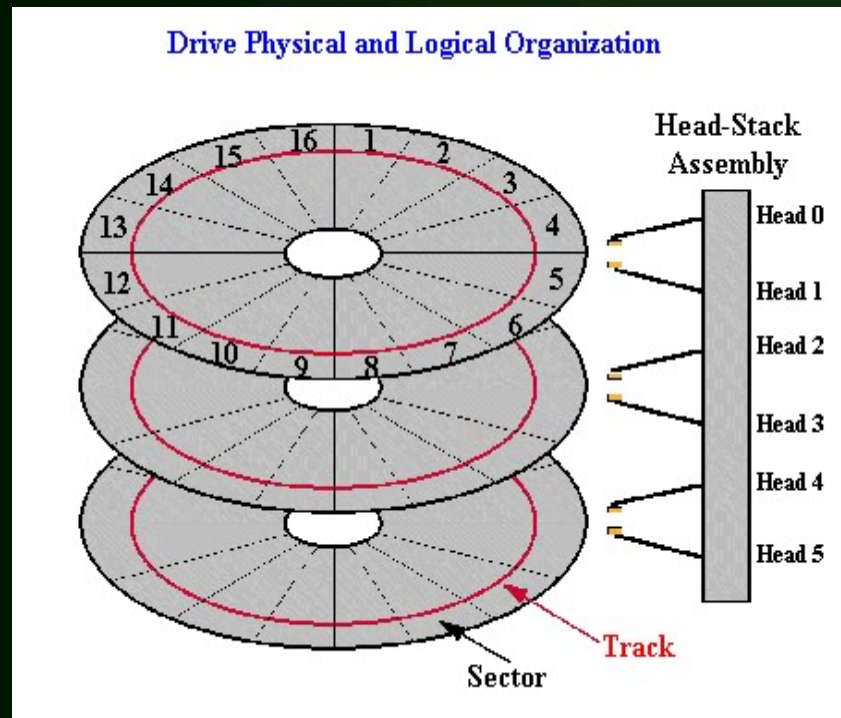 Drive Physical and Logical Organization
Head-Stack
Assembly
16 1
15 2
14 3
13 4
12 5
11 6
10 7
9 8
Head 0
Head 1
Head 2
Head 3
Head 4
Head 5
Track
Sector